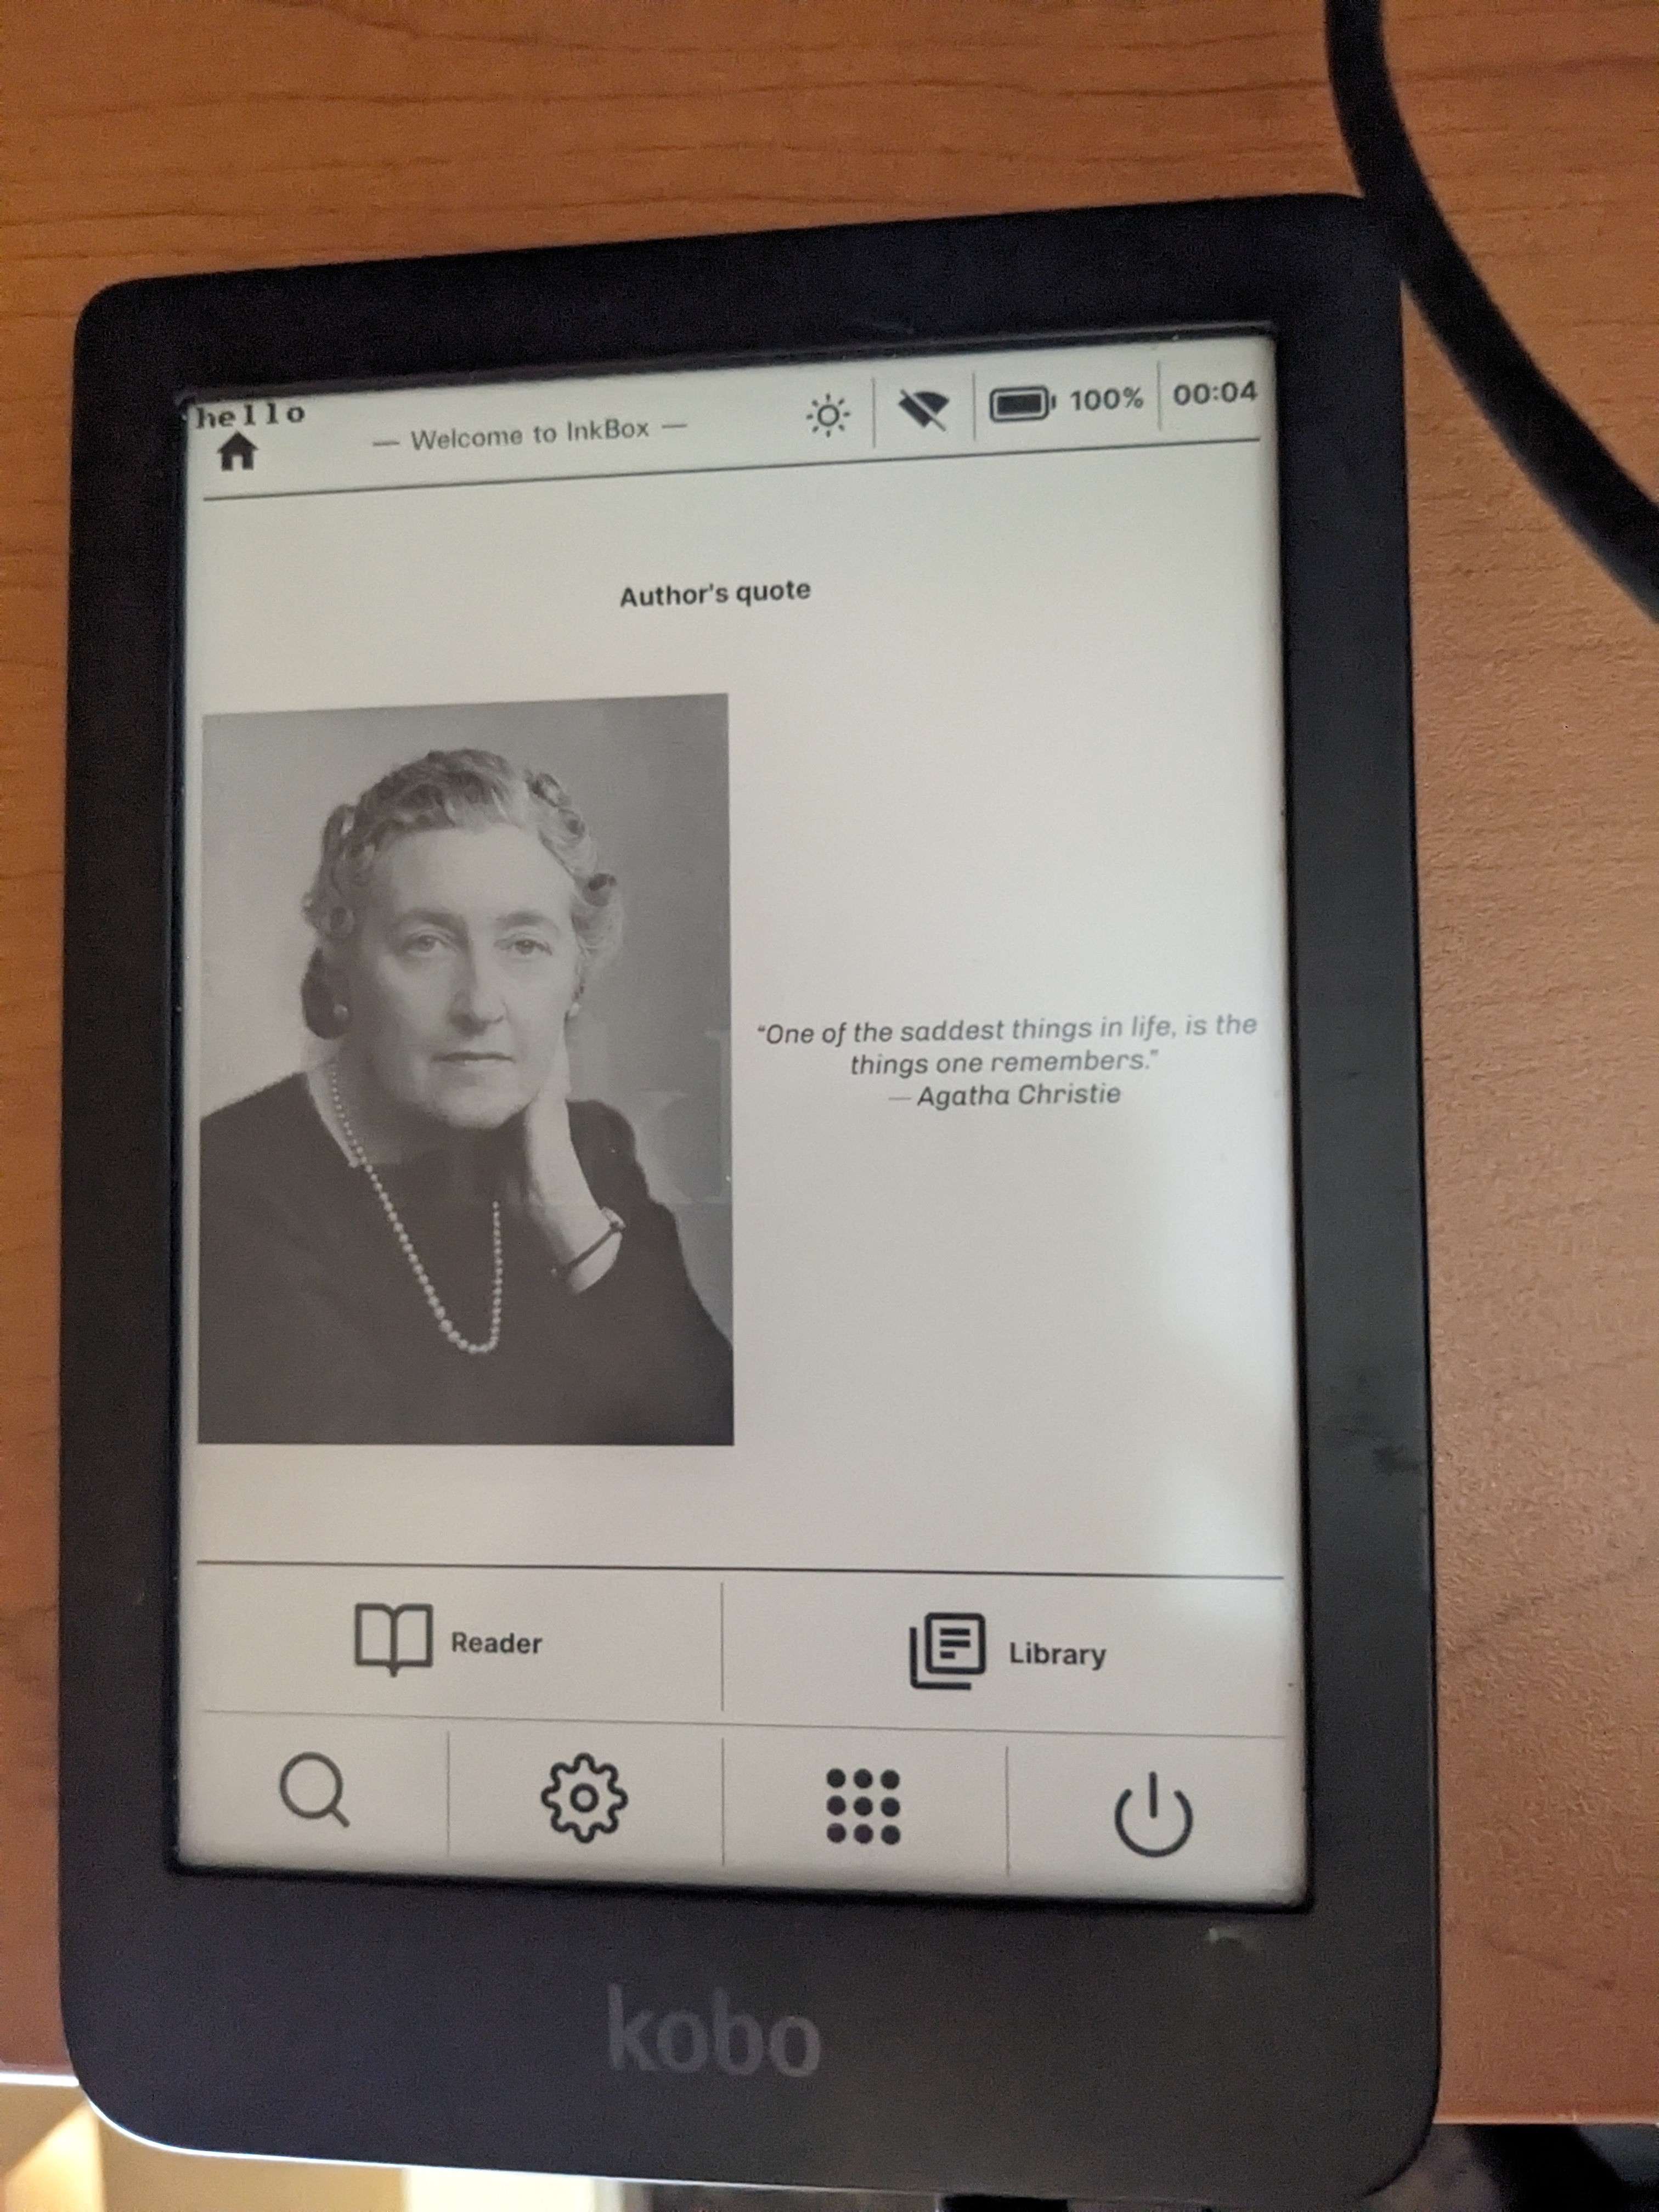 hello
— Welcome to InkBox —
100%
00:04
Author's quote
“One of the saddest things in life, is the
things one remembers.”
— Agatha Christie
Reader
Library
kobo